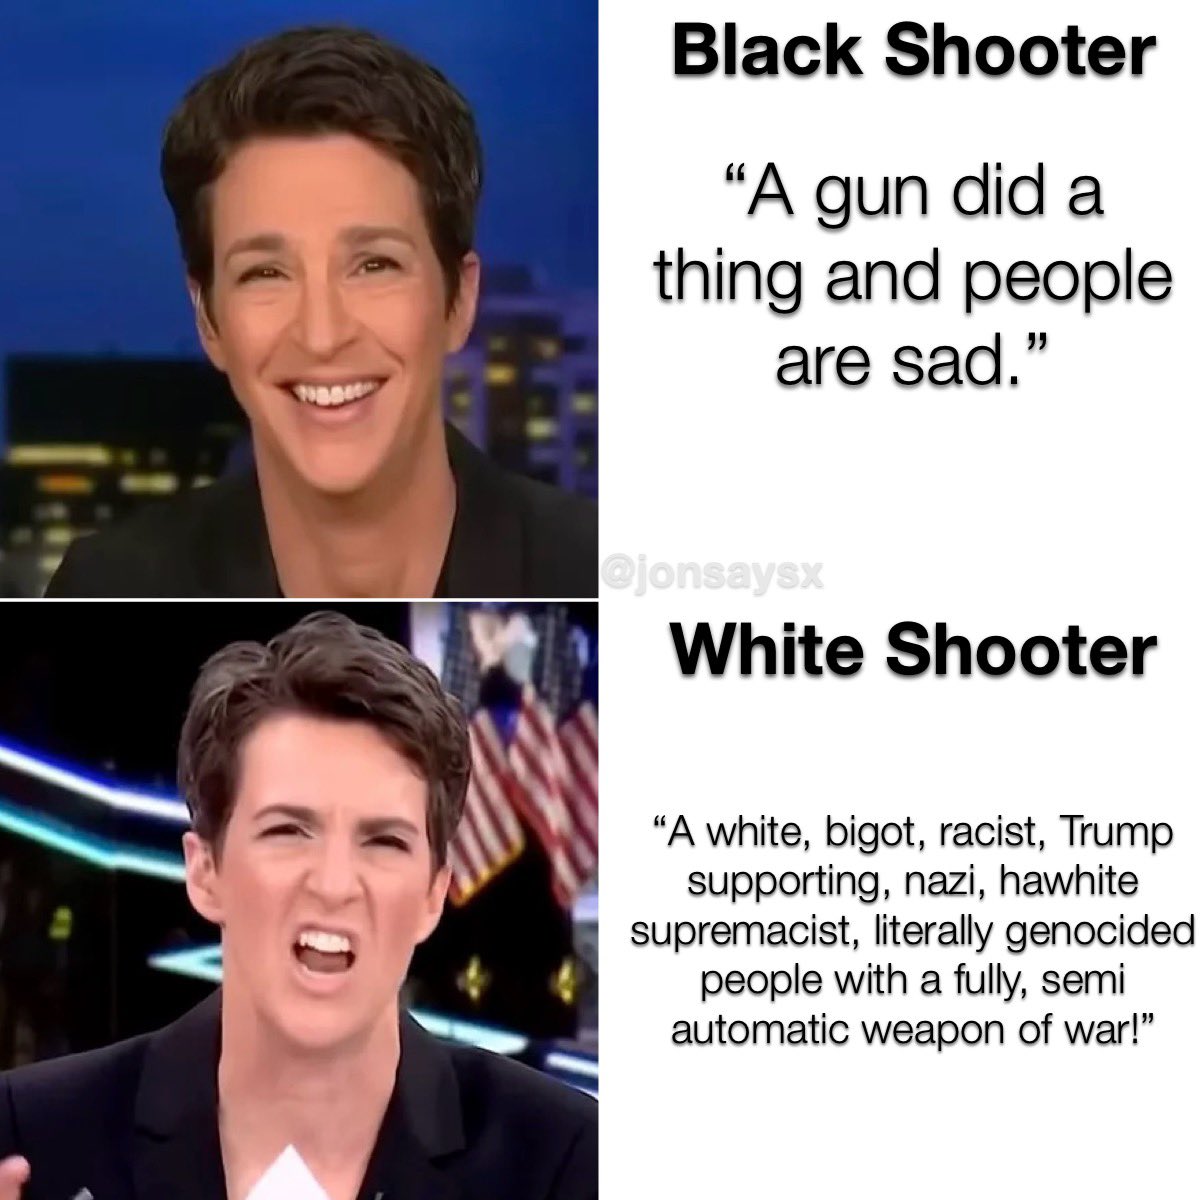 Black Shooter
“A gun did a
thing and people
are sad.”
@jonsaysx
White Shooter
“A white, bigot, racist, Trump
supporting, nazi, hawhite
supremacist, literally genocided
people with a fully, semi
automatic weapon of war!”